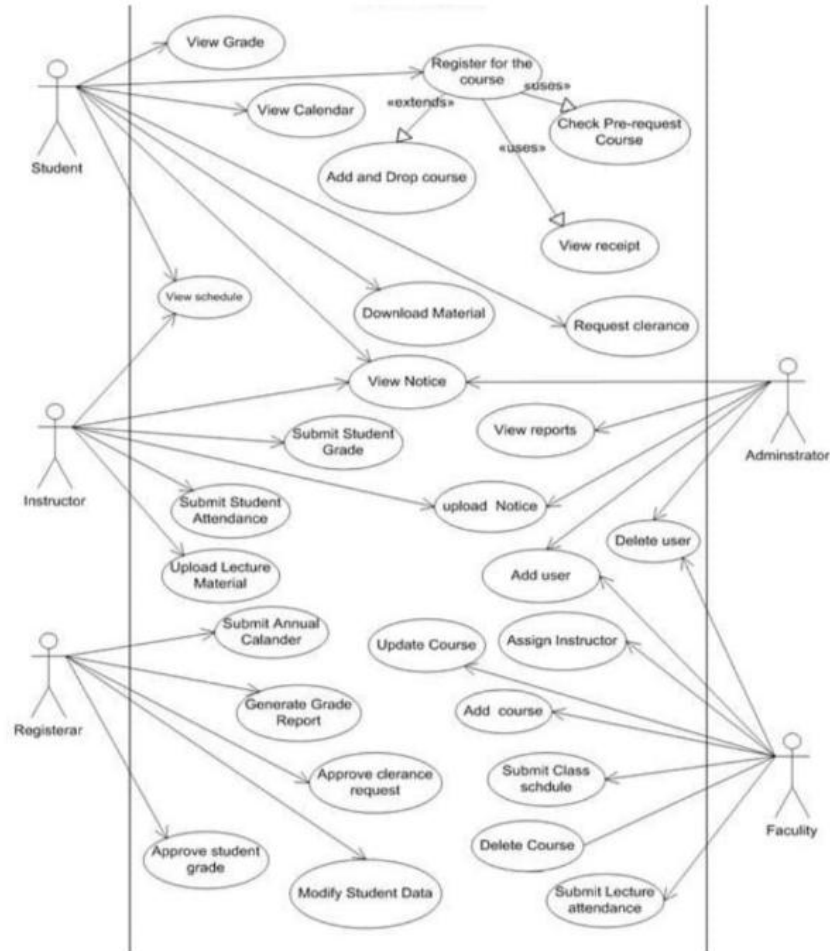 View Grade
Register for the
course
«uses»
«extends»
View Calendar
Check Pre-request
Course
«uses»
Student
Add and Drop course
View receipt
View schedule
Download Material
Request clerance
View Notice
Submit Student
Grade
View reports
Adminstrator
Instructor
Submit Student
Attendance
upload Notice
Delete user
Upload Lecture
Material
Add user
Submit Annual
Calander
Update Course
Assign Instructor
Generate Grade
Report
Add course
Registerar
Approve clerance
request
Submit Class
schdule
Faculity
Approve student
grade
Delete Course
Modify Student Data
Submit Lecture
attendance